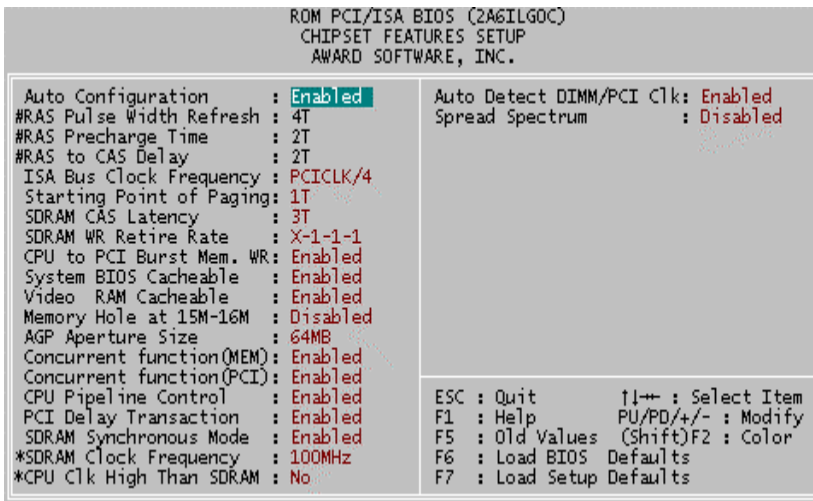 ROM PCI/ISA BIOS (2A6ILGOC)
CHIPSET FEATURES SETUP
AWARD SOFTWARE, INC.
Auto Configuration : Enabled
#RAS Pulse Width Refresh : 4T
#RAS Precharge Time : 2T
#RAS to CAS Delay : 2T
ISA Bus Clock Frequency : PCICLK/4
Starting Point of Paging: 1T
SDRAM CAS Latency : 3T
SDRAM WR Retire Rate : X-1-1-1
CPU to PCI Burst Mem. WR: Enabled
System BIOS Cacheable : Enabled
Video RAM Cacheable : Enabled
Memory Hole at 15M-16M : Disabled
AGP Aperture Size : 64MB
Concurrent function(MEM): Enabled
Concurrent function(PCI): Enabled
CPU Pipeline Control : Enabled
PCI Delay Transaction : Enabled
SDRAM Synchronous Mode : Enabled
*SDRAM Clock Frequency : 100MHz
*CPU Clk High Than SDRAM : No
Auto Detect DIMM/PCI Clk: Enabled
Spread Spectrum : Disabled
ESC : Quit ↑↓→← : Select Item
F1 : Help PU/PD/+/- : Modify
F5 : Old Values (Shift)F2 : Color
F6 : Load BIOS Defaults
F7 : Load Setup Defaults